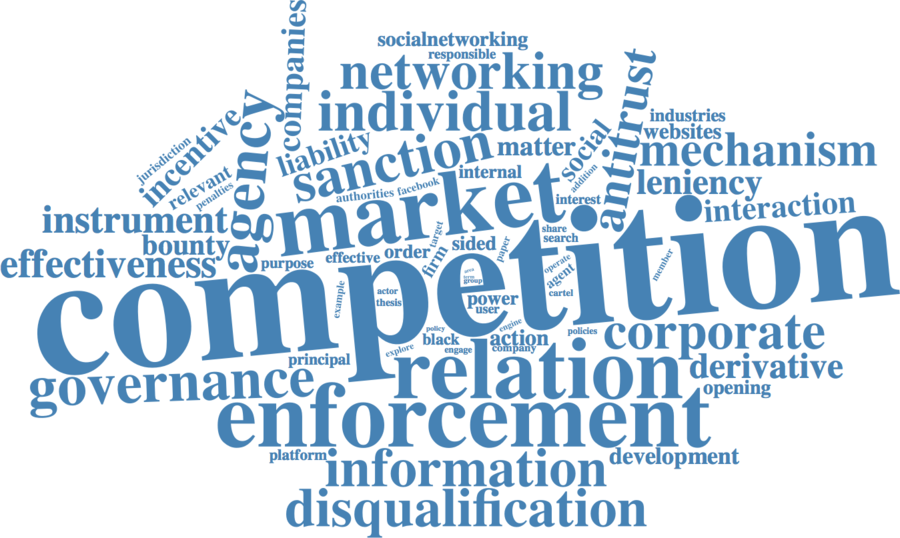 socialnetworking
responsible
companies
networking
individual
antitrust
industries
websites
jurisdiction
incentive
agency
liability
sanction
matter
social
addition
mechanism
relevant
penalties
authorities
facebook
internal
leniency
instrument
market
interest
interaction
bounty
target
share
search
effectiveness
purpose
effective
order
firm
sided
paper
operate
agent
member
competition
example
actor
thesis
area
term
group
power
user
cartel
policy
engine
policies
black
action
corporate
principal
explore
engage
company
governance
relation
derivative
opening
enforcement
platform
information
development
disqualification